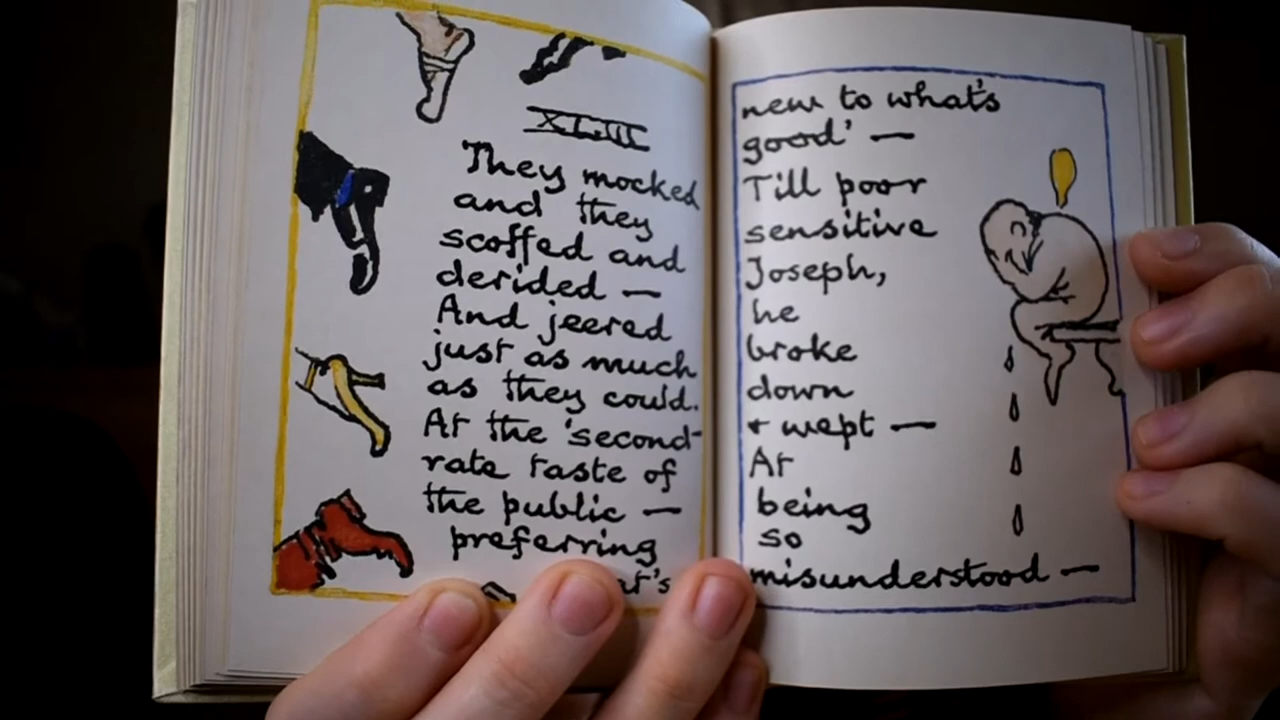 XLIII
They mocked
and they
scoffed and
derided —
And jeered
just as much
as they could.
At the 'second-
rate taste of
the public —
preferring
new to what's
good' —
Till poor
sensitive
Joseph,
he
broke
down
& wept —
At
being
so
misunderstood —